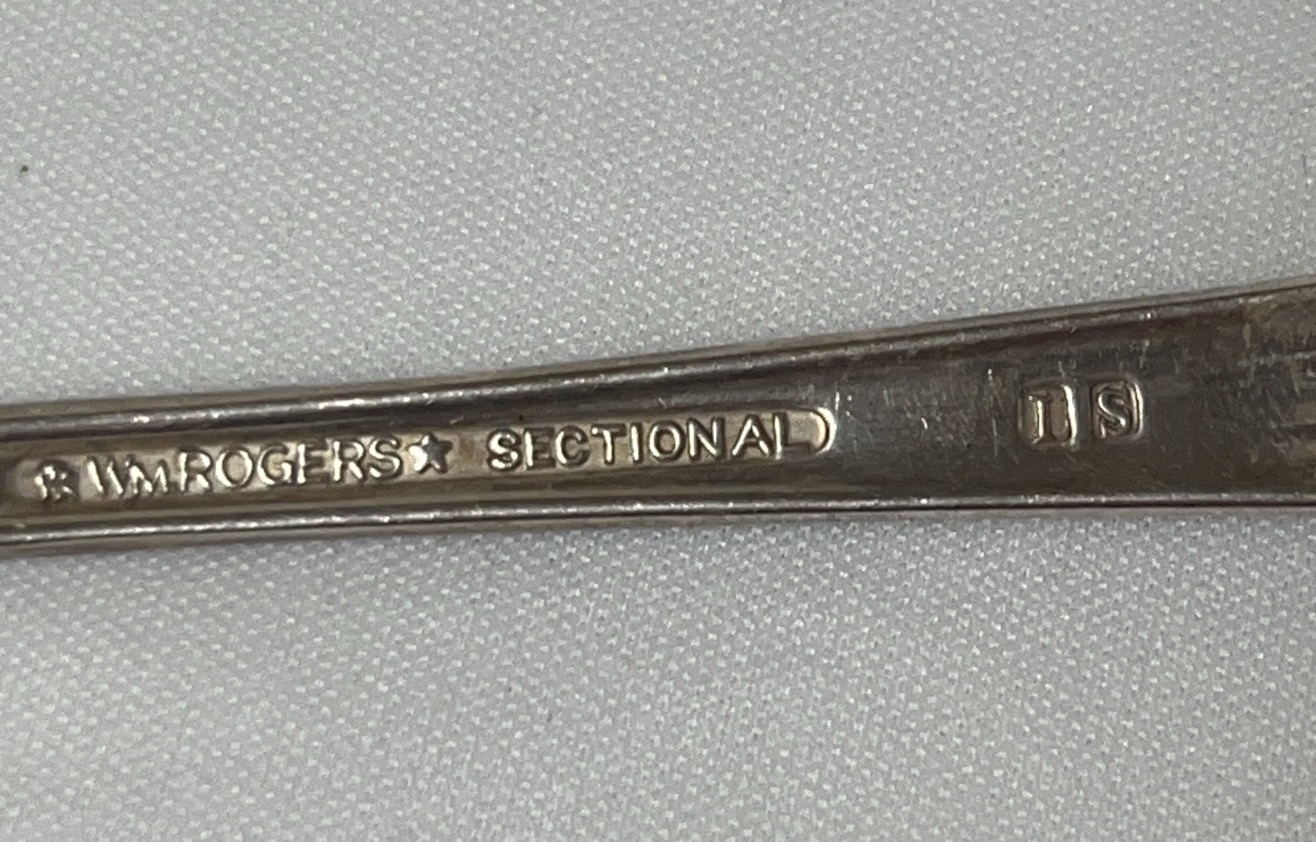 ★ WM ROGERS ★ SECTIONAL IS